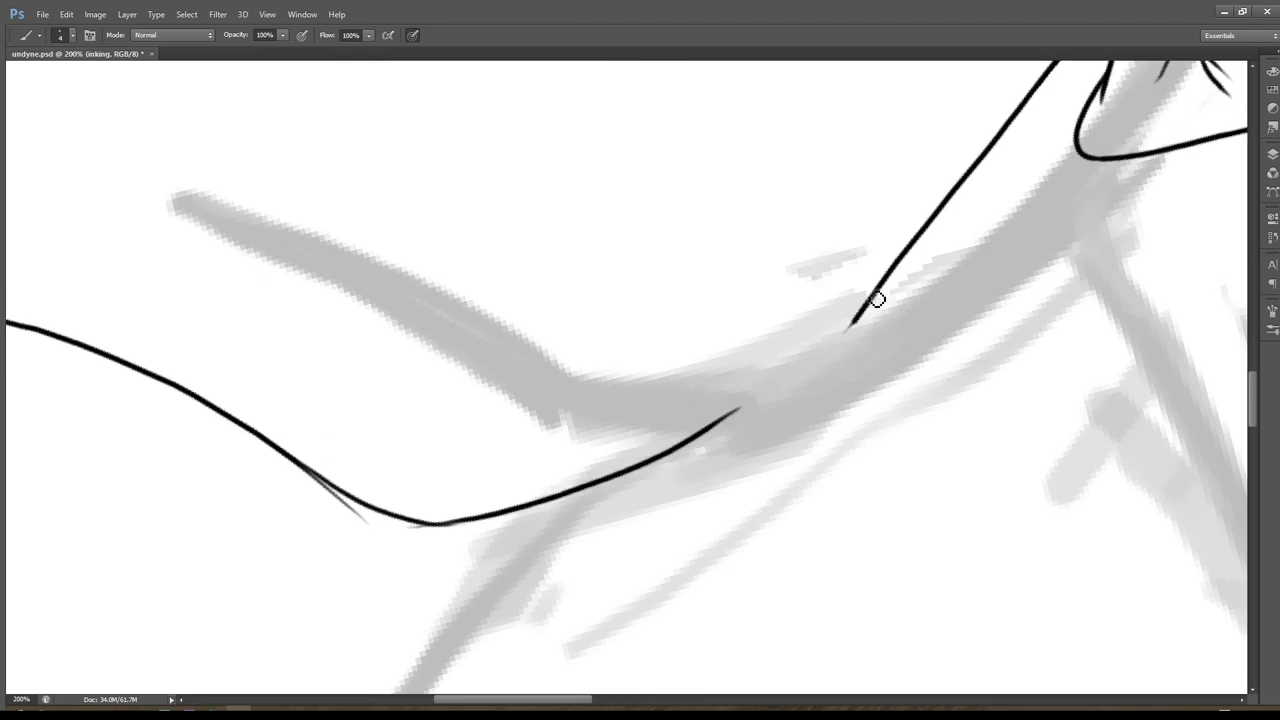 Ps File Edit Image Layer Type Select Filter 3D View Window Help
4 Mode: Normal Opacity: 100% Flow: 100% Essentials
undyne.psd @ 200% (inking, RGB/8) * ×
200% Doc: 34.0M/61.7M